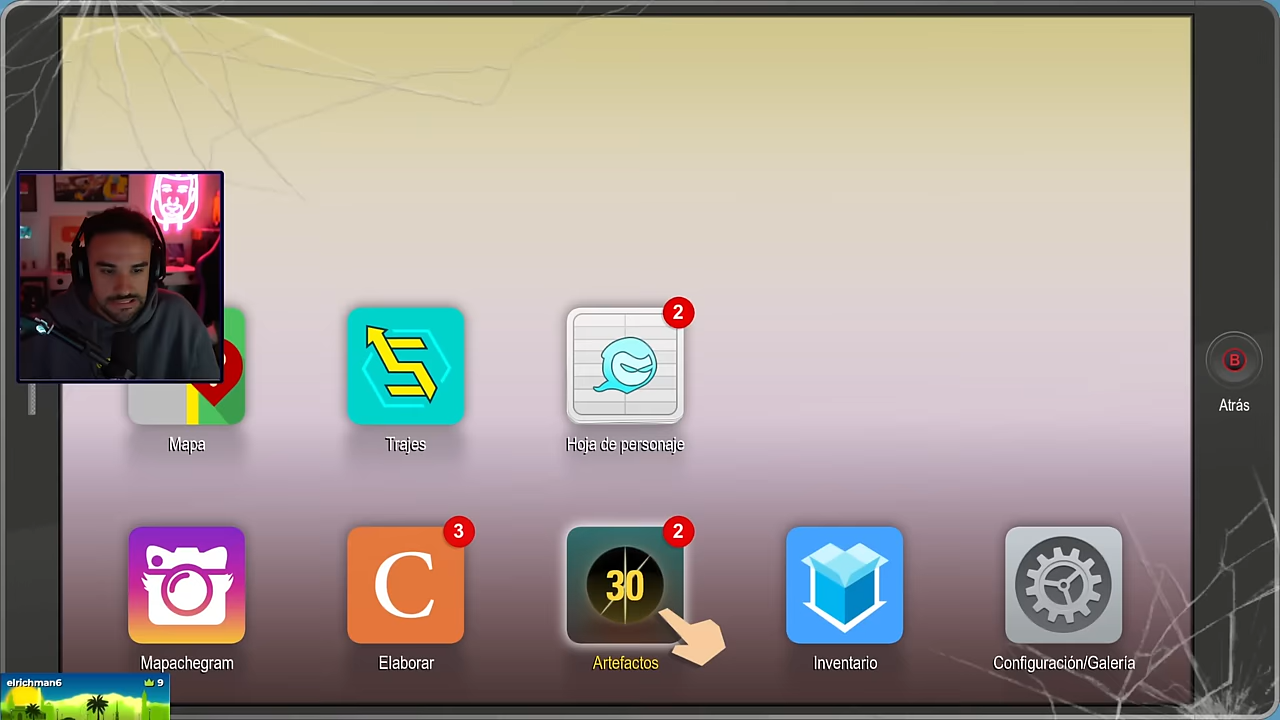 2
Mapa
Trajes
Hoja de personaje
B
Atrás
3
2
C
30
Mapachegram
Elaborar
Artefactos
Inventario
Configuración/Galería
elrichman6
9